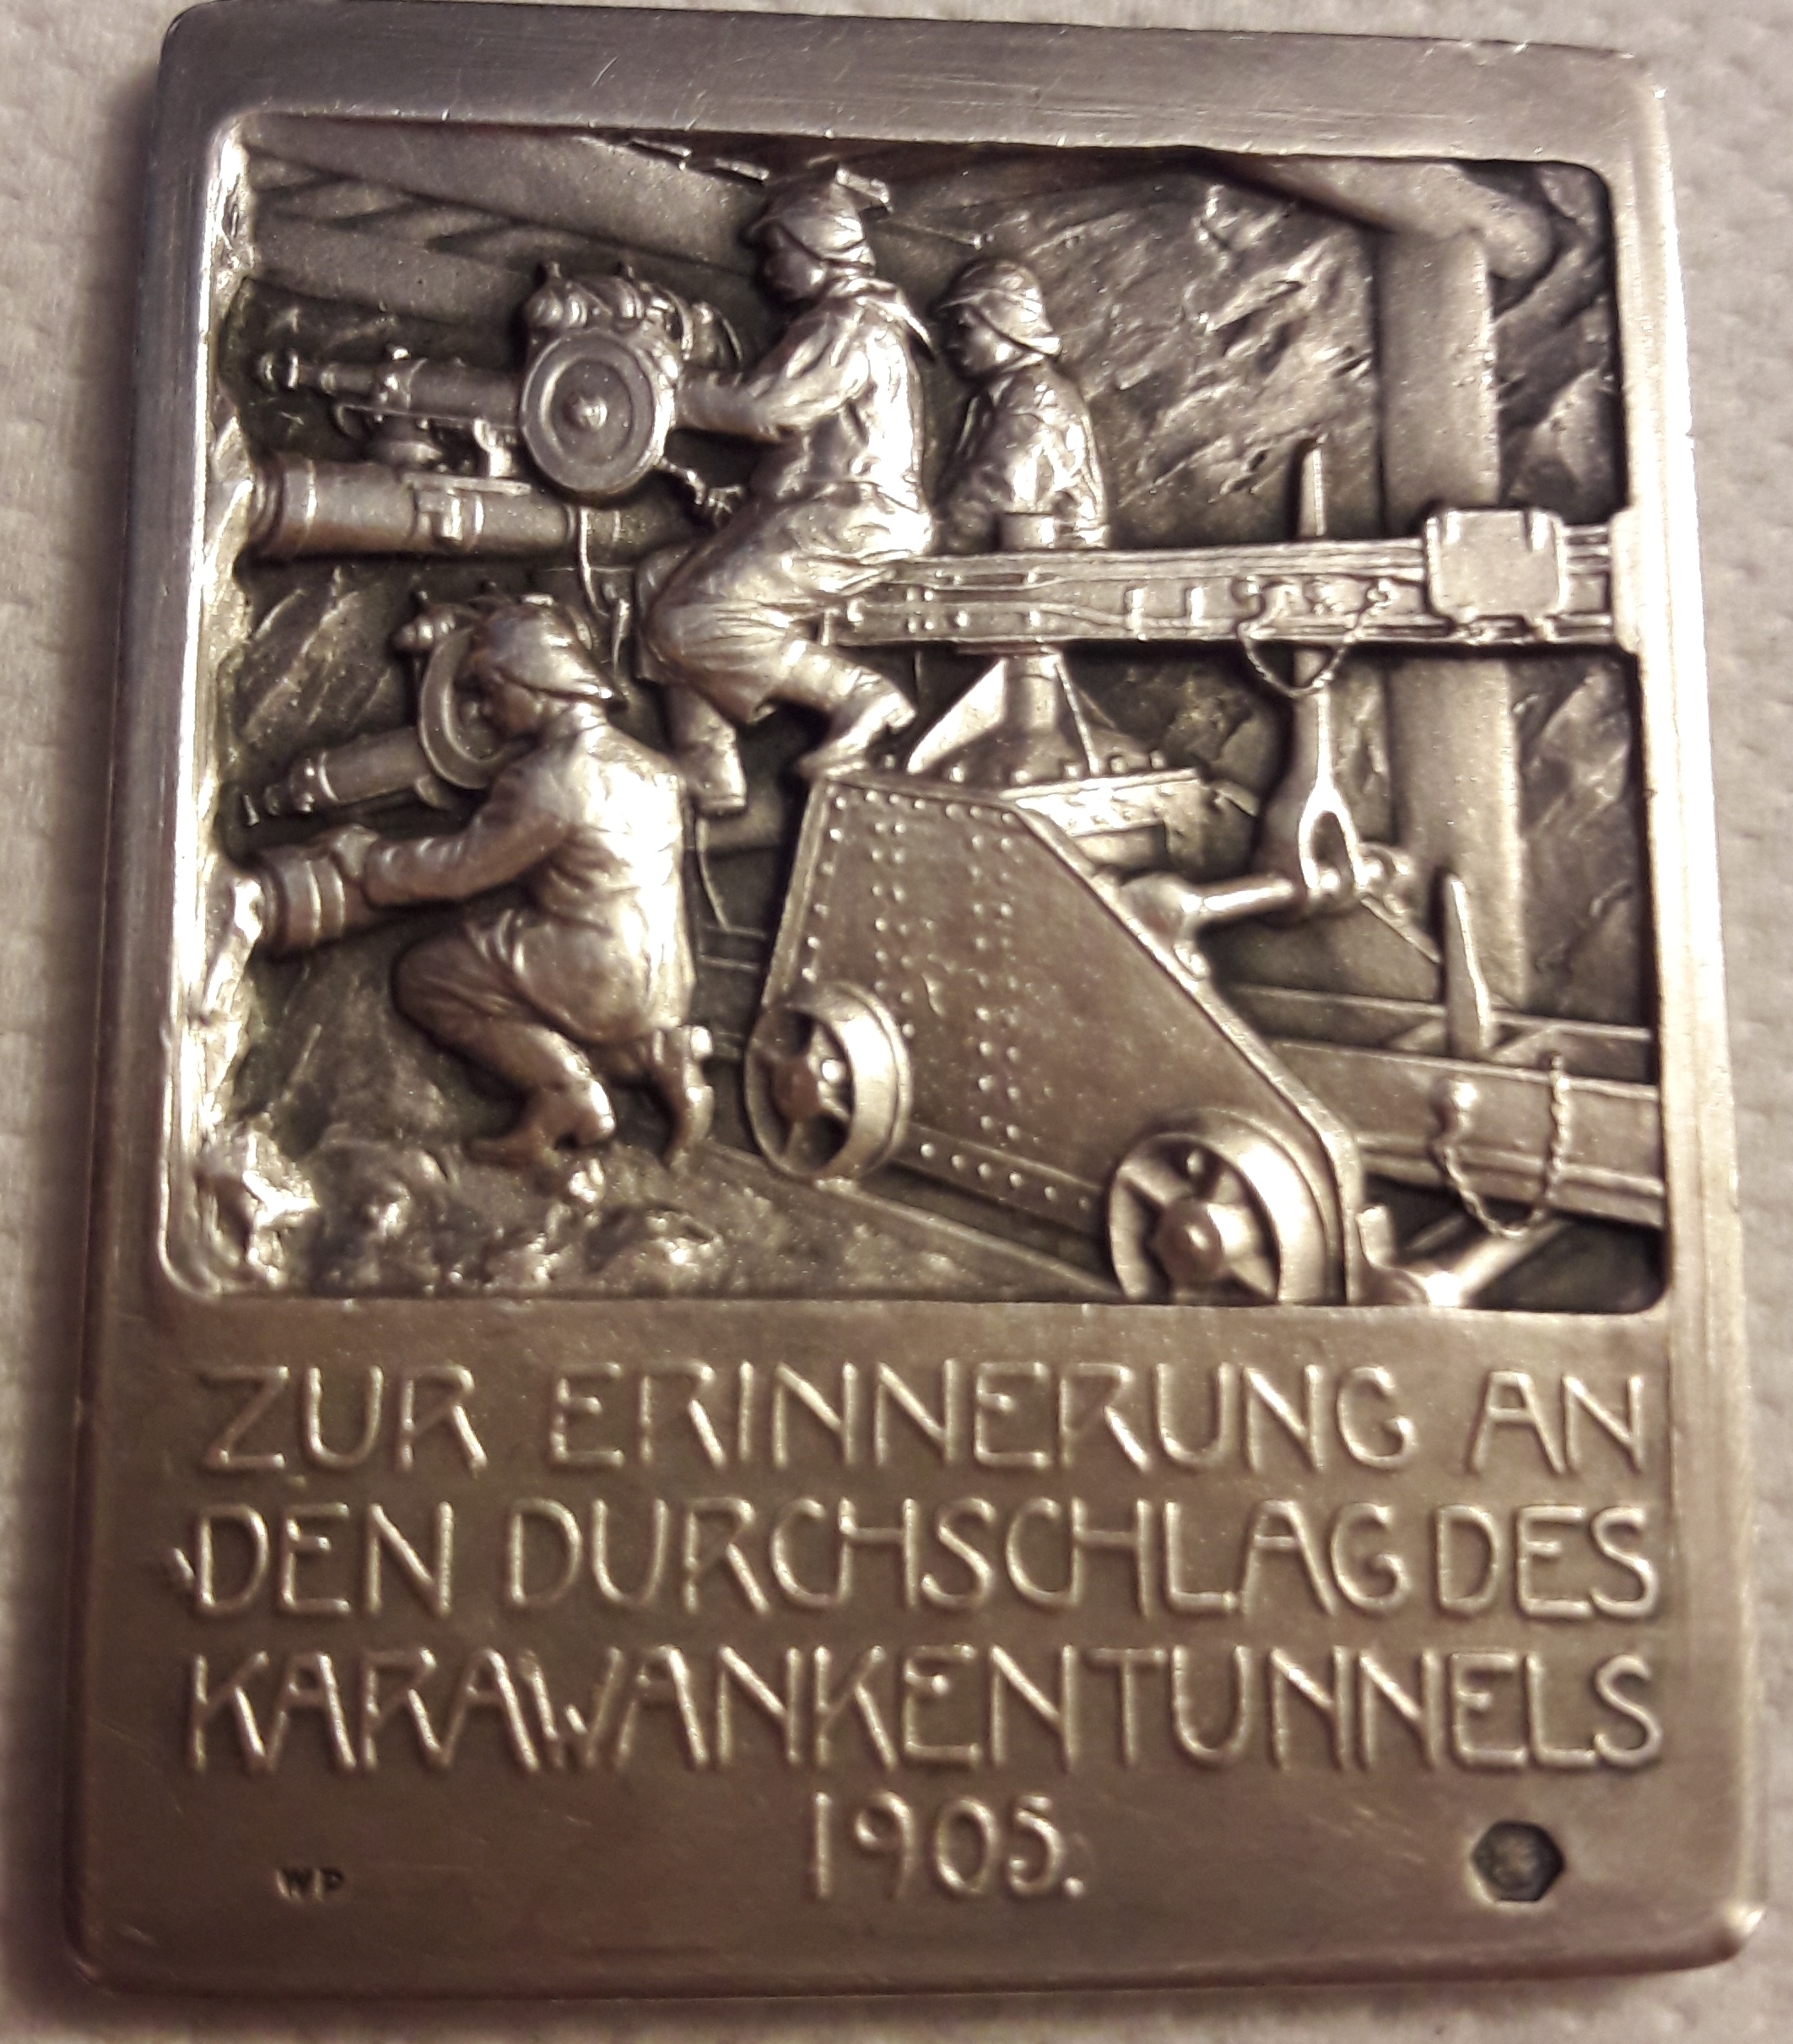 ZUR ERINNERUNG AN
DEN DURCHSCHLAG DES
KARAWANKENTUNNELS
1905.
WP